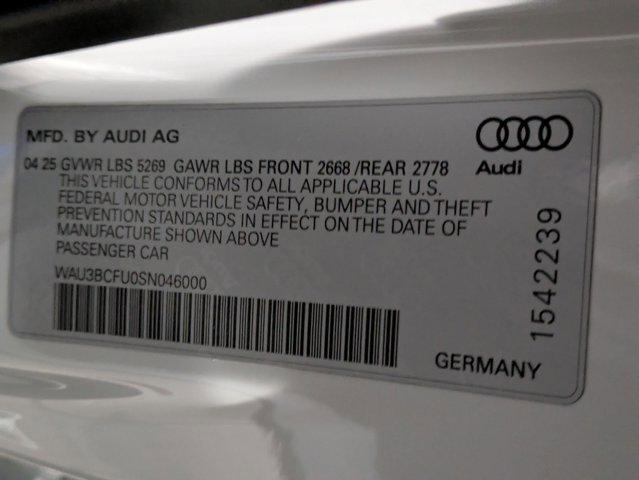 MFD. BY AUDI AG
Audi
04 25 GVWR LBS 5269 GAWR LBS FRONT 2668 /REAR 2778
THIS VEHICLE CONFORMS TO ALL APPLICABLE U.S.
FEDERAL MOTOR VEHICLE SAFETY, BUMPER AND THEFT
PREVENTION STANDARDS IN EFFECT ON THE DATE OF
MANUFACTURE SHOWN ABOVE
PASSENGER CAR
WAU3BCFU0SN046000
1542239
GERMANY